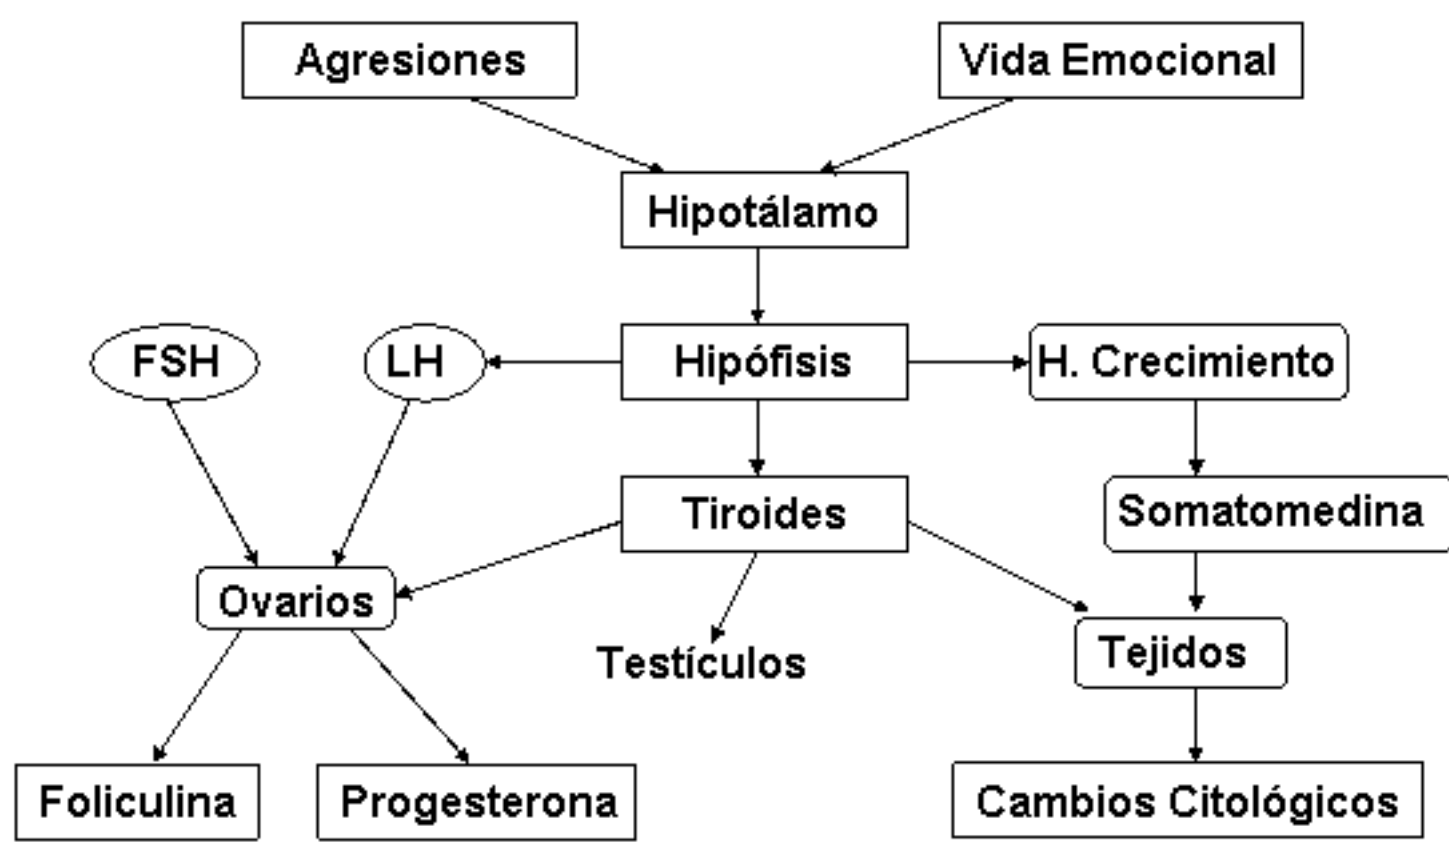 Agresiones
Vida Emocional
Hipotálamo
FSH
LH
Hipófisis
H. Crecimiento
Tiroides
Somatomedina
Ovarios
Testículos
Tejidos
Foliculina
Progesterona
Cambios Citológicos